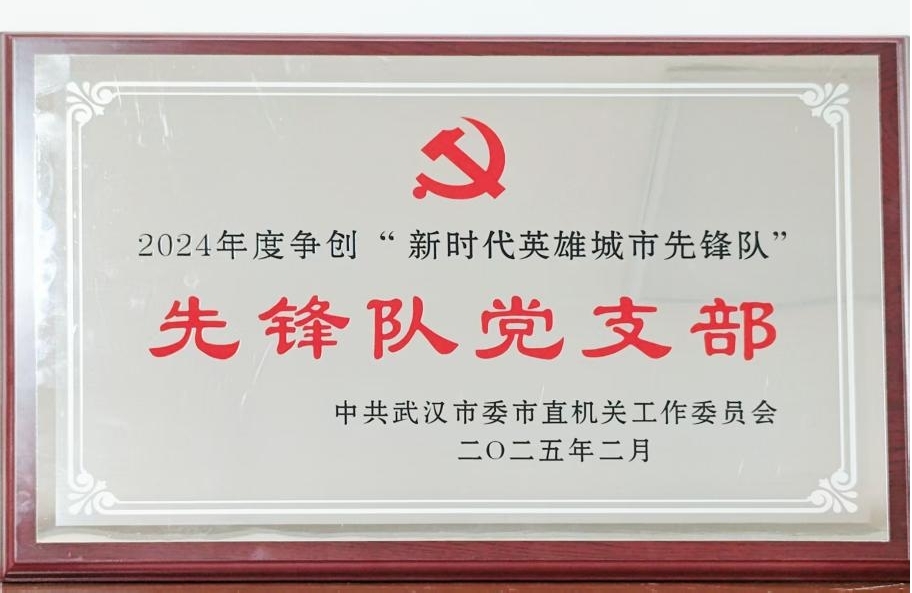 2024年度争创“新时代英雄城市先锋队”
先锋队党支部
中共武汉市委市直机关工作委员会
二〇二五年二月